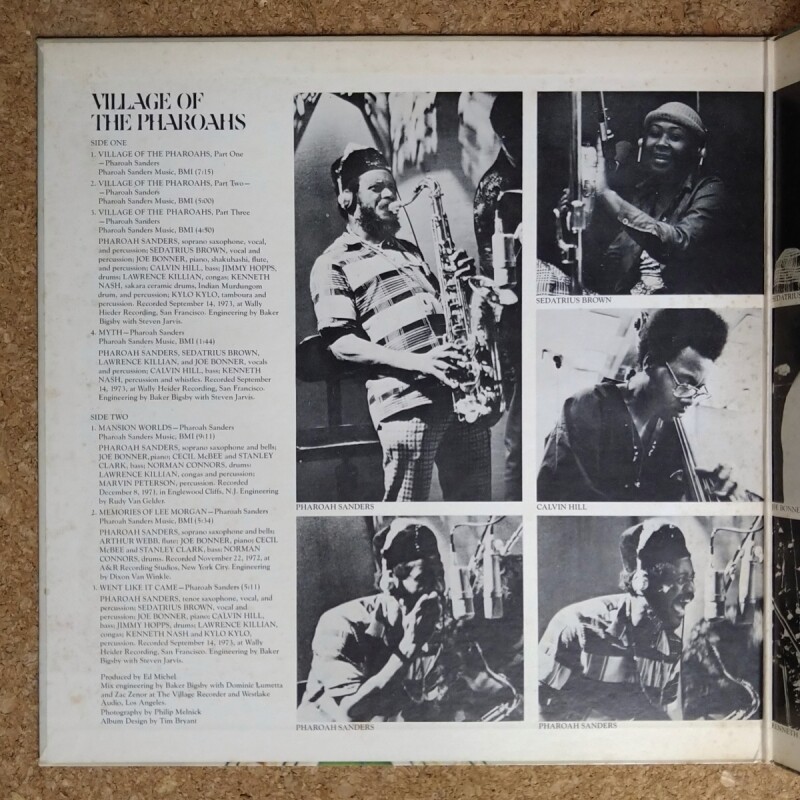 VILLAGE OF
THE PHAROAHS
SIDE ONE
1. VILLAGE OF THE PHAROAHS, Part One
—Pharoah Sanders
Pharoah Sanders Music, BMI (7:15)
2. VILLAGE OF THE PHAROAHS, Part Two—
—Pharoah Sanders
Pharoah Sanders Music, BMI (5:00)
3. VILLAGE OF THE PHAROAHS, Part Three
—Pharoah Sanders
Pharoah Sanders Music, BMI (4:50)
PHAROAH SANDERS, soprano saxophone, vocal,
and percussion; SEDATRIUS BROWN, vocal and
percussion; JOE BONNER, piano, shakuhashi, flute,
and percussion; CALVIN HILL, bass; JIMMY HOPPS,
drums; LAWRENCE KILLIAN, congas; KENNETH
NASH, sakara ceramic drums, Indian Murdungom
drum, and percussion; KYLO KYLO, tamboura and
percussion. Recorded September 14, 1973, at Wally
Hieder Recording, San Francisco. Engineering by Baker
Bigsby with Steven Jarvis.
4. MYTH—Pharoah Sanders
Pharoah Sanders Music, BMI (1:44)
PHAROAH SANDERS, SEDATRIUS BROWN,
LAWRENCE KILLIAN, and JOE BONNER, vocals
and percussion; CALVIN HILL, bass; KENNETH
NASH, percussion and whistles. Recorded September
14, 1973, at Wally Heider Recording, San Francisco.
Engineering by Baker Bigsby with Steven Jarvis.
SIDE TWO
1. MANSION WORLDS—Pharoah Sanders
Pharoah Sanders Music, BMI (9:11)
PHAROAH SANDERS, soprano saxophone and bells;
JOE BONNER, piano; CECIL McBEE and STANLEY
CLARK, bass; NORMAN CONNORS, drums;
LAWRENCE KILLIAN, congas and percussion;
MARVIN PETERSON, percussion. Recorded
December 8, 1971, in Englewood Cliffs, N.J. Engineering
by Rudy Van Gelder.
2. MEMORIES OF LEE MORGAN—Pharoah Sanders
Pharoah Sanders Music, BMI (5:34)
PHAROAH SANDERS, soprano saxophone and bells;
ARTHUR WEBB, flute; JOE BONNER, piano; CECIL
McBEE and STANLEY CLARK, bass; NORMAN
CONNORS, drums. Recorded November 22, 1972, at
A&R Recording Studios, New York City. Engineering
by Dixon Van Winkle.
3. WENT LIKE IT CAME—Pharoah Sanders (5:11)
PHAROAH SANDERS, tenor saxophone, vocal, and
percussion; SEDATRIUS BROWN, vocal and
percussion; JOE BONNER, piano; CALVIN HILL,
bass; JIMMY HOPPS, drums; LAWRENCE KILLIAN,
congas; KENNETH NASH and KYLO KYLO,
percussion. Recorded September 14, 1973, at Wally
Heider Recording, San Francisco. Engineering by Baker
Bigsby with Steven Jarvis.
Produced by Ed Michel.
Mix engineering by Baker Bigsby with Dominic Lumetta
and Zac Zenor at The Village Recorder and Westlake
Audio, Los Angeles.
Photography by Philip Melnick
Album Design by Tim Bryant
PHAROAH SANDERS
SEDATRIUS BROWN
CALVIN HILL
PHAROAH SANDERS
PHAROAH SANDERS